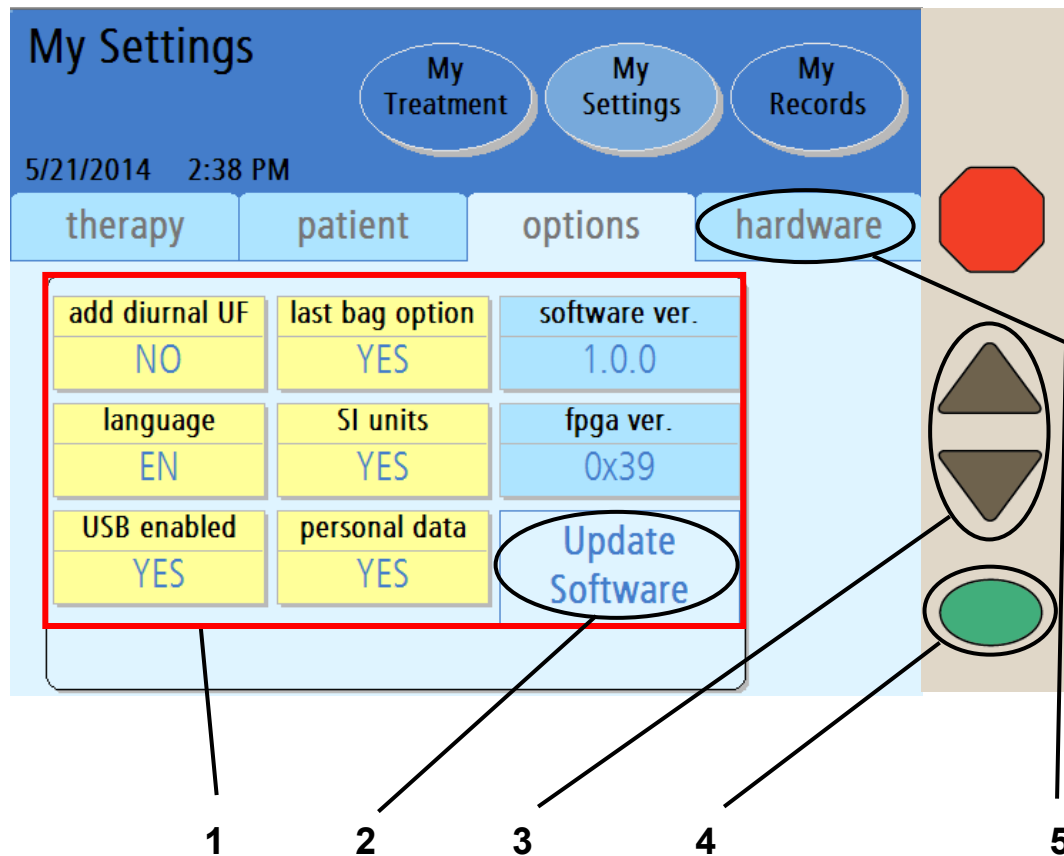 My Settings
My
Treatment
My
Settings
My
Records
5/21/2014 2:38 PM
therapy
patient
options
hardware
add diurnal UF
NO
last bag option
YES
software ver.
1.0.0
language
EN
SI units
YES
fpga ver.
0x39
USB enabled
YES
personal data
YES
Update
Software
1
2
3
4
5